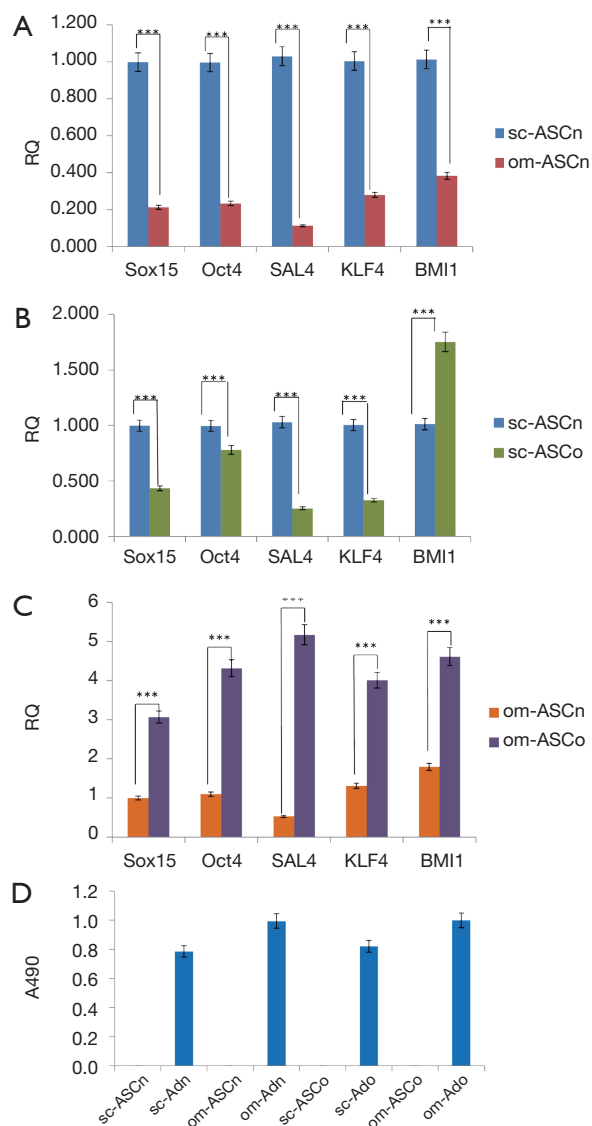 A
*** *** *** *** ***
1.200
1.000
0.800
0.600
0.400
0.200
0.000
RQ
Sox15 Oct4 SAL4 KLF4 BMI1
sc-ASCn
om-ASCn
B
*** *** *** *** ***
2.000
1.500
1.000
0.500
0.000
RQ
Sox15 Oct4 SAL4 KLF4 BMI1
sc-ASCn
sc-ASCo
C
*** *** *** ***
6
5
4
3
2
1
0
RQ
Sox15 Oct4 SAL4 KLF4 BMI1
om-ASCn
om-ASCo
D
1.2
1.0
0.8
0.6
0.4
0.2
0.0
A490
sc-ASCn sc-Adn om-ASCn om-Adn sc-ASCo sc-Ado om-ASCo om-Ado